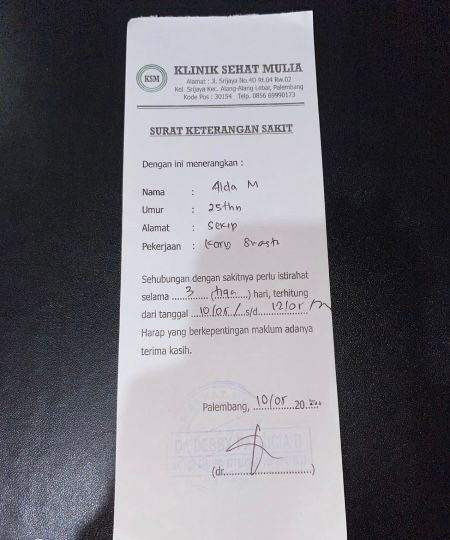 KSM
KLINIK SEHAT MULIA
Alamat : Jl. Srijaya No.4D Rt.04 Rw.02
Kel. Srijaya Kec. Alang-Alang Lebar, Palembang
Kode Pos : 30154 Telp. 0856 69990173
SURAT KETERANGAN SAKIT
Dengan ini menerangkan :
Nama : Alda M
Umur : 25thn
Alamat : Sekip
Pekerjaan :
Sehubungan dengan sakitnya perlu istirahat
selama 3 (tiga) hari, terhitung
dari tanggal 10/05/ s/d 12/05/
Harap yang berkepentingan maklum adanya
terima kasih.
Palembang, 10/05 20
(dr. )